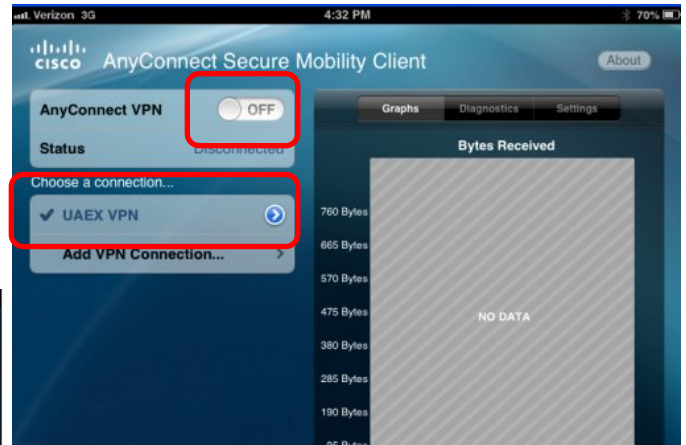 Verizon 3G 4:32 PM 70%
CISCO AnyConnect Secure Mobility Client About
AnyConnect VPN OFF
Status Disconnected
Choose a connection...
UAEX VPN
Add VPN Connection...
Graphs Diagnostics Settings
Bytes Received
760 Bytes
665 Bytes
570 Bytes
475 Bytes
NO DATA
380 Bytes
285 Bytes
190 Bytes
95 Bytes